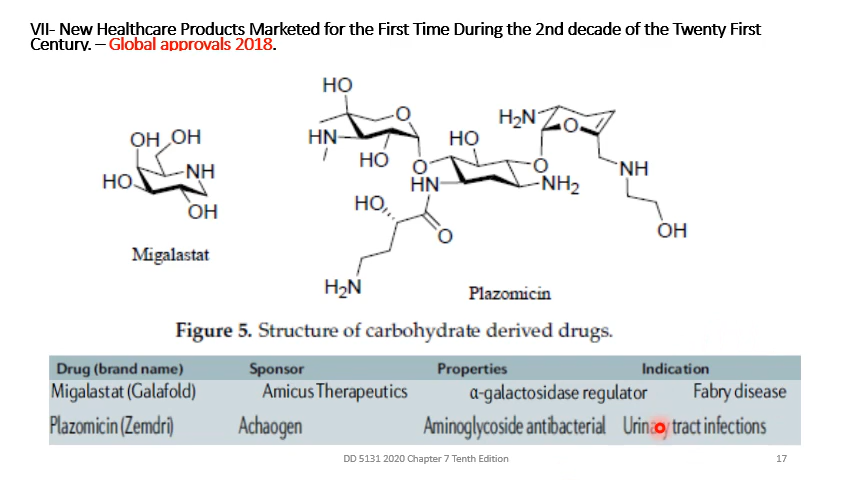 VII- New Healthcare Products Marketed for the First Time During the 2nd decade of the Twenty First
Century. – Global approvals 2018.
HO
O
H₂N
O
OH OH
HN
HO
HO
O
O
NH
NH
HO
HN
NH₂
OH
HO
O
OH
Migalastat
H₂N
Plazomicin
Figure 5. Structure of carbohydrate derived drugs.
Drug (brand name) Sponsor Properties Indication
Migalastat (Galafold) Amicus Therapeutics α-galactosidase regulator Fabry disease
Plazomicin (Zemdri) Achaogen Aminoglycoside antibacterial tract infections
DD 5131 2020 Chapter 7 Tenth Edition 17